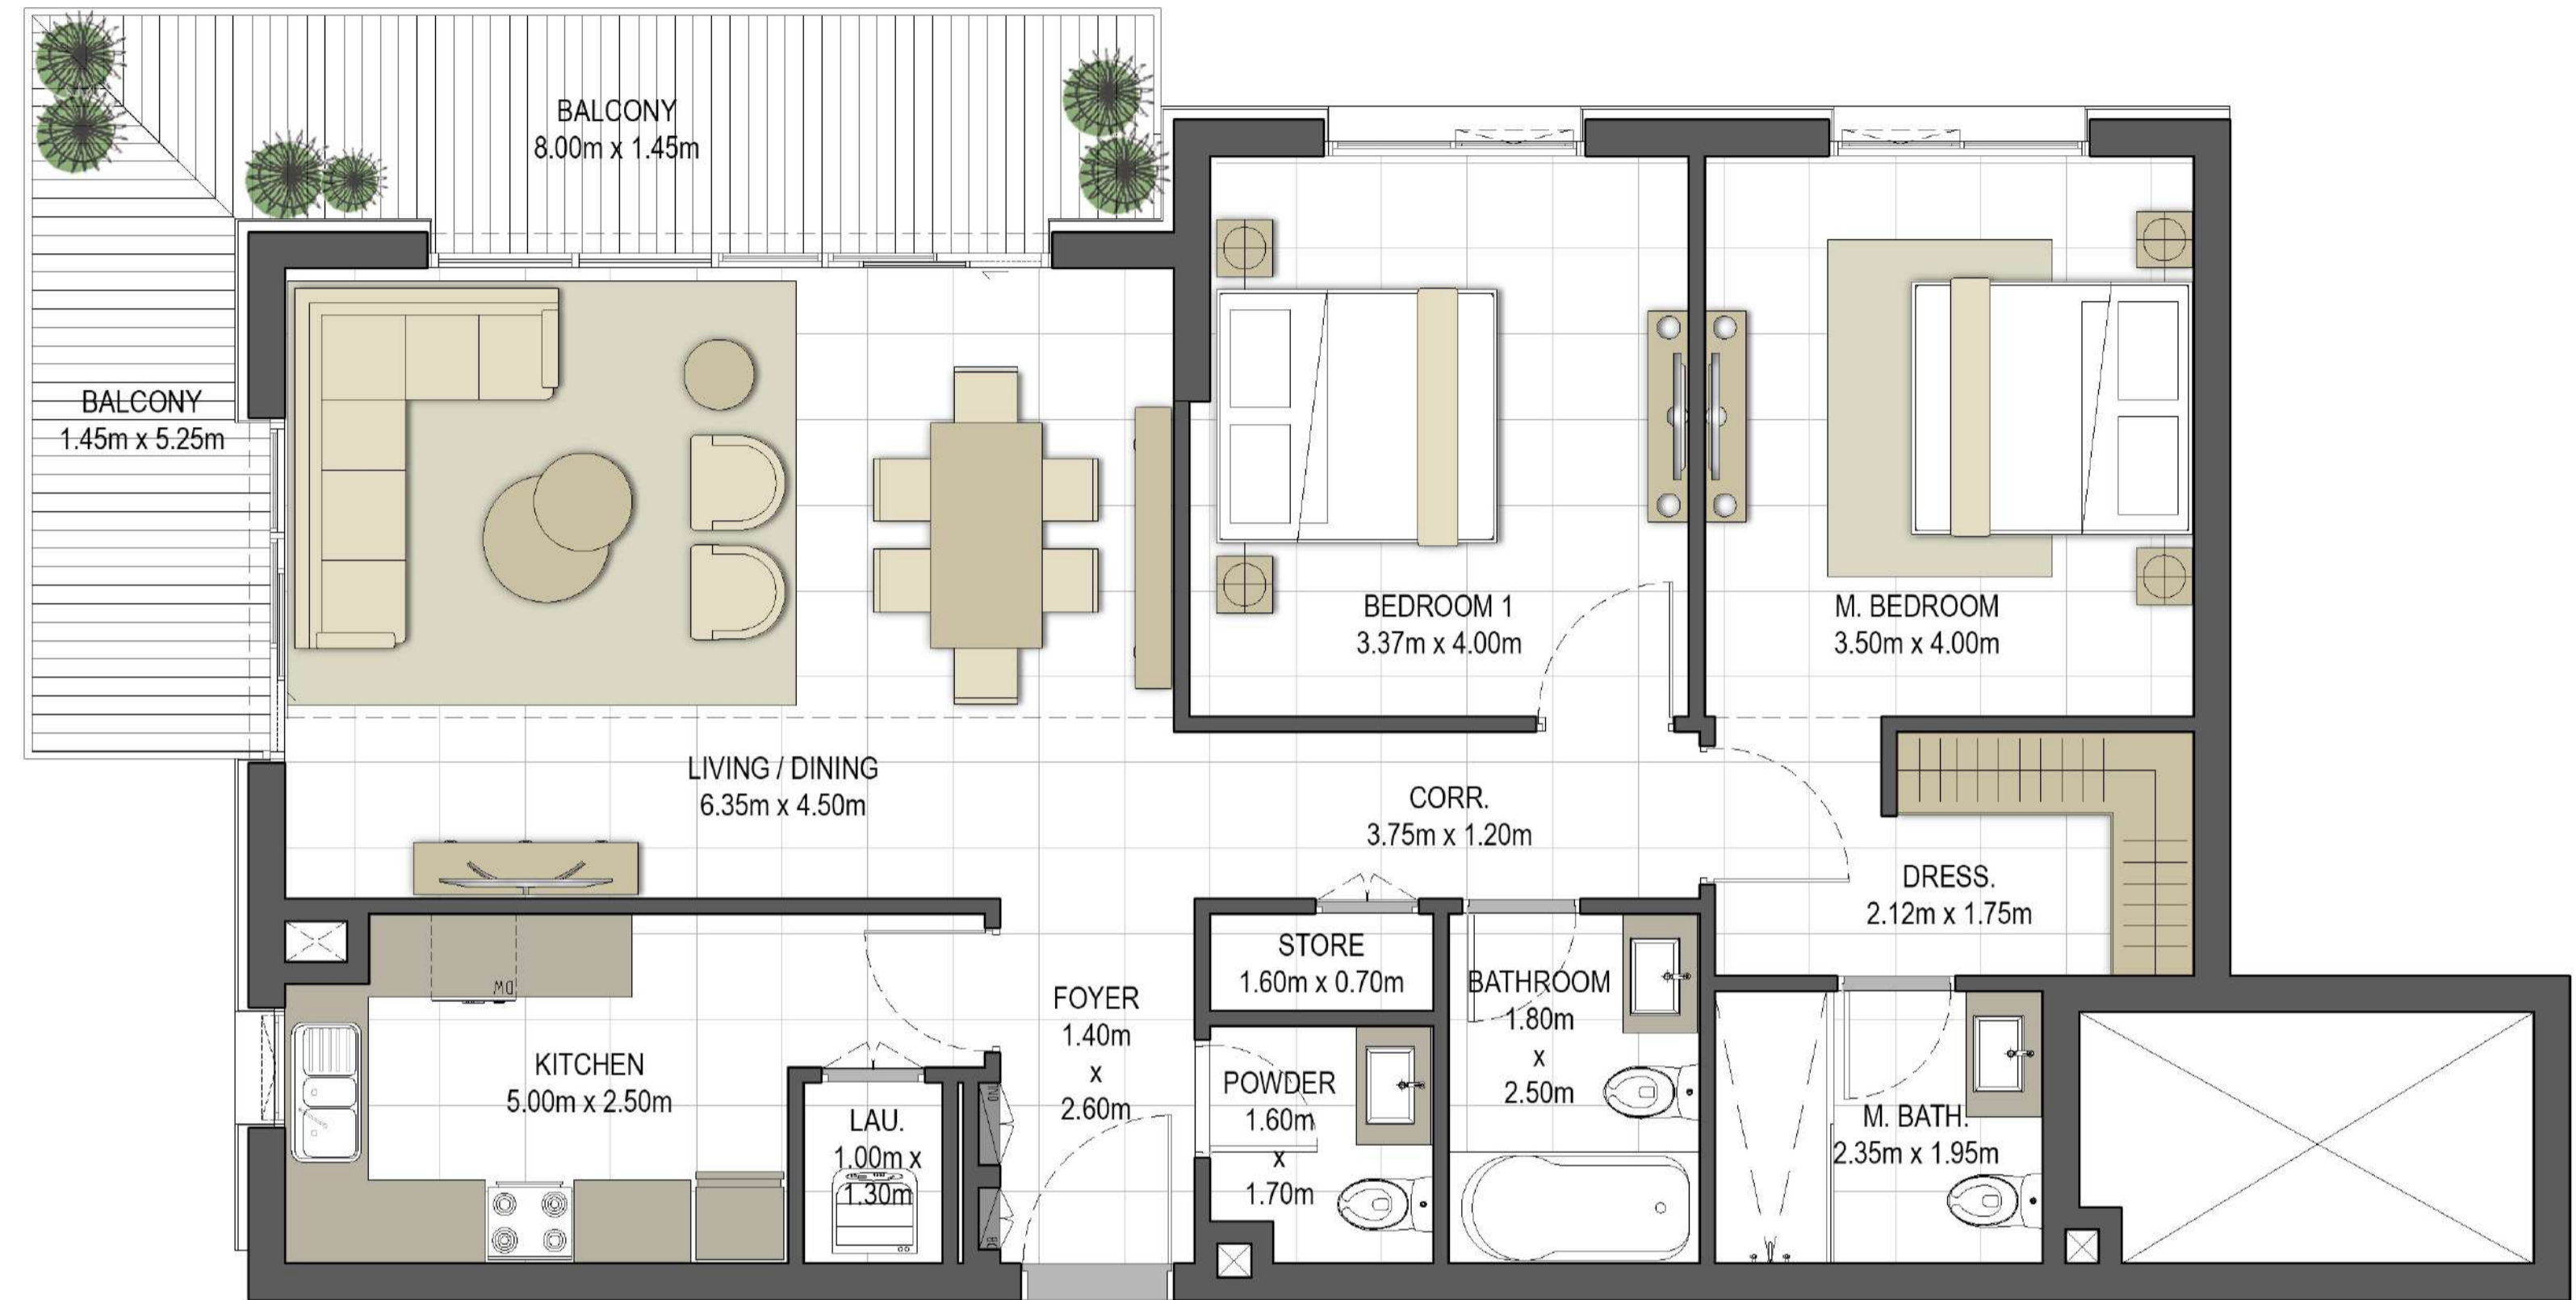 BALCONY
8.00m x 1.45m
BALCONY
1.45m x 5.25m
BEDROOM 1
3.37m x 4.00m
M. BEDROOM
3.50m x 4.00m
LIVING / DINING
6.35m x 4.50m
CORR.
3.75m x 1.20m
DRESS.
2.12m x 1.75m
STORE
1.60m x 0.70m
BATHROOM
1.80m
x
2.50m
FOYER
1.40m
x
2.60m
DW
KITCHEN
5.00m x 2.50m
LAU.
1.00m x
1.30m
POWDER
1.60m
x
1.70m
M. BATH.
2.35m x 1.95m